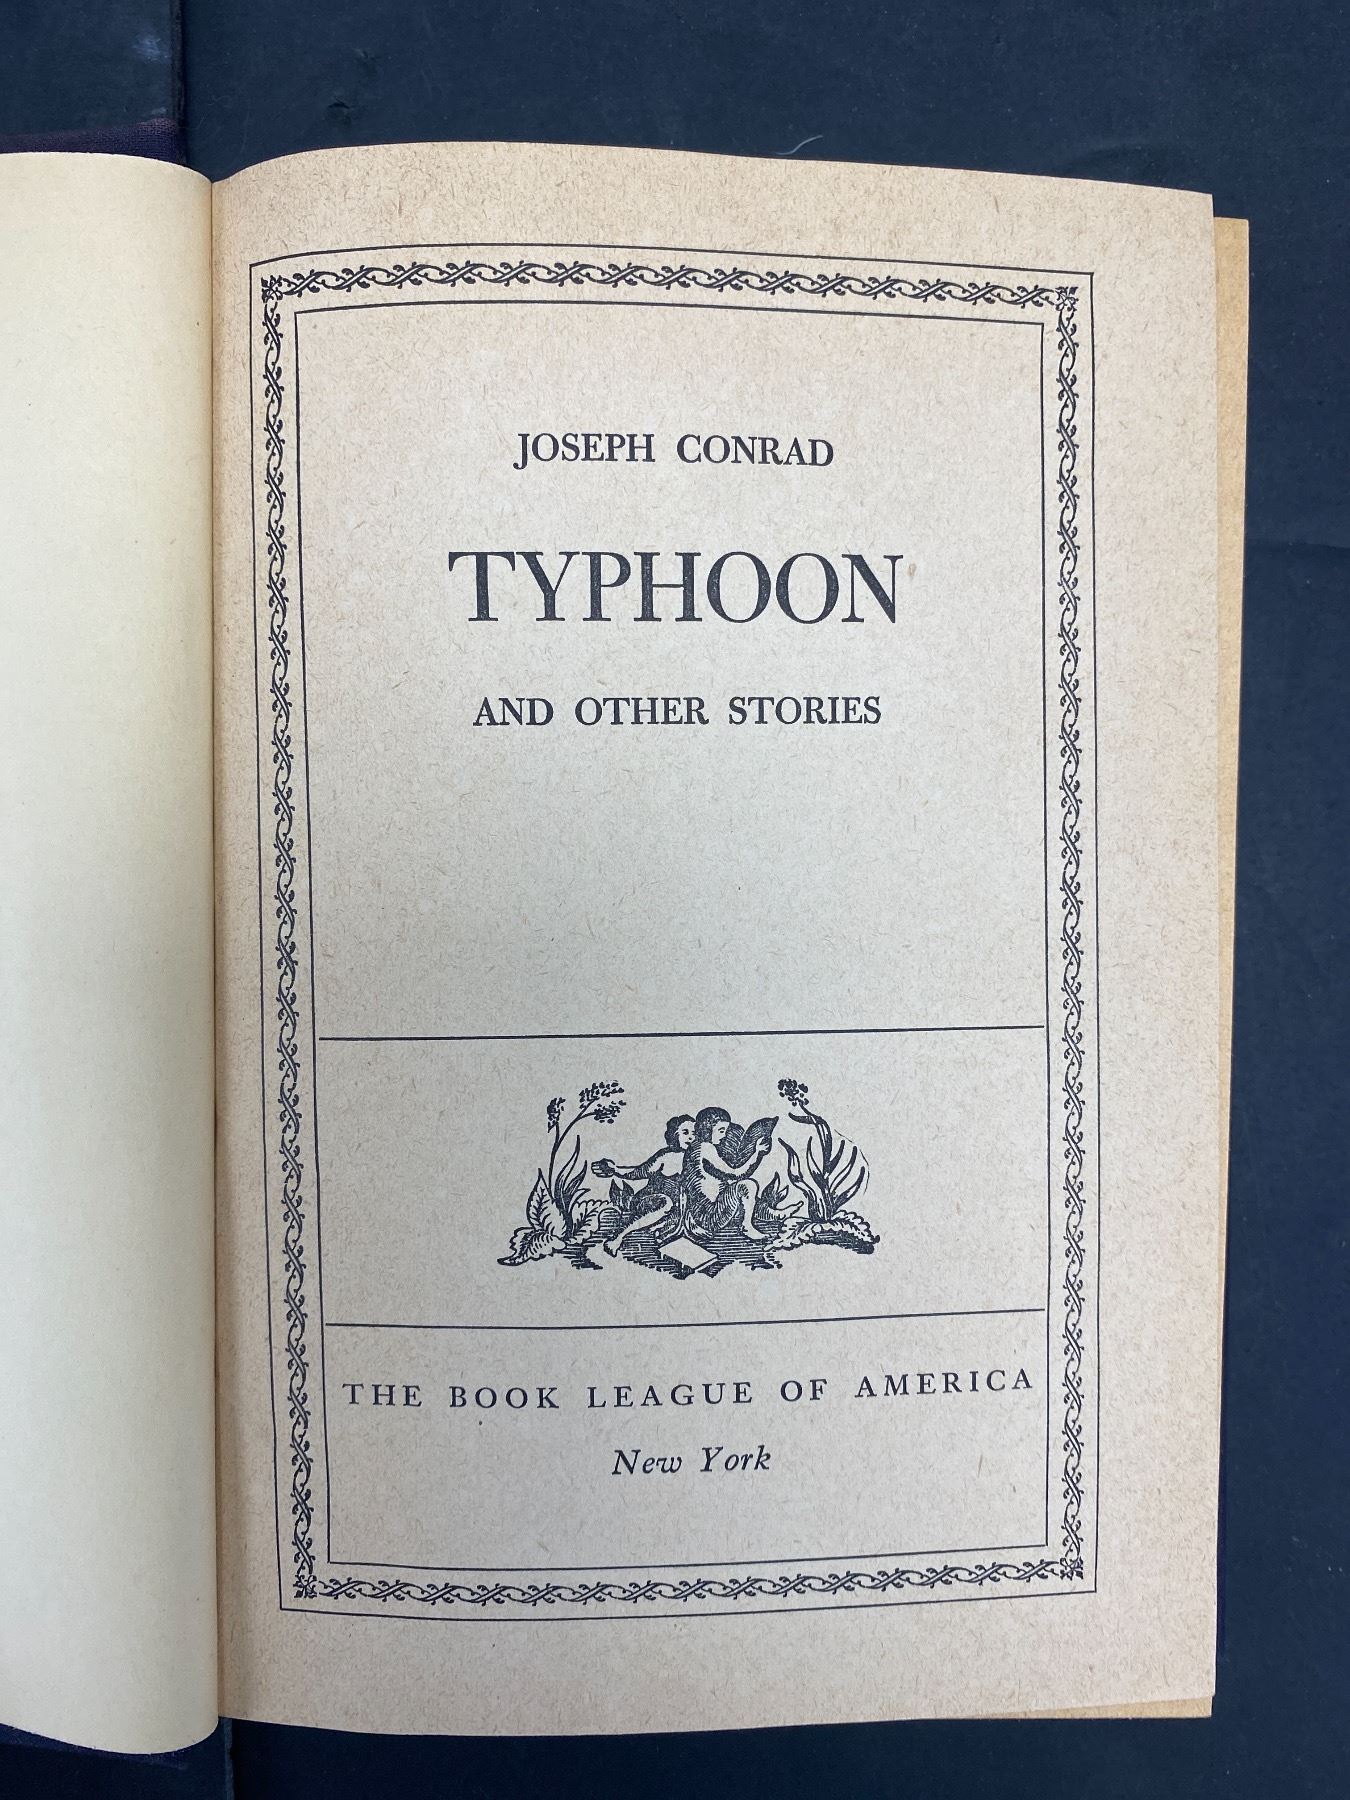 JOSEPH CONRAD
TYPHOON
AND OTHER STORIES
THE BOOK LEAGUE OF AMERICA
New York